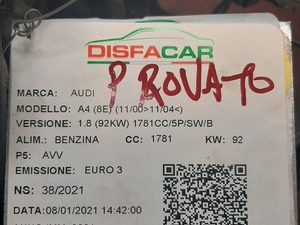 DISFACAR
PROVATO
MARCA: AUDI
MODELLO: A4 (8E) (11/00>11/04<)
VERSIONE: 1.8 (92KW) 1781CC/5P/SW/B
ALIM.: BENZINA CC: 1781 KW: 92
P5: AVV
EMISSIONE: EURO 3
NS: 38/2021
DATA:08/01/2021 14:42:00